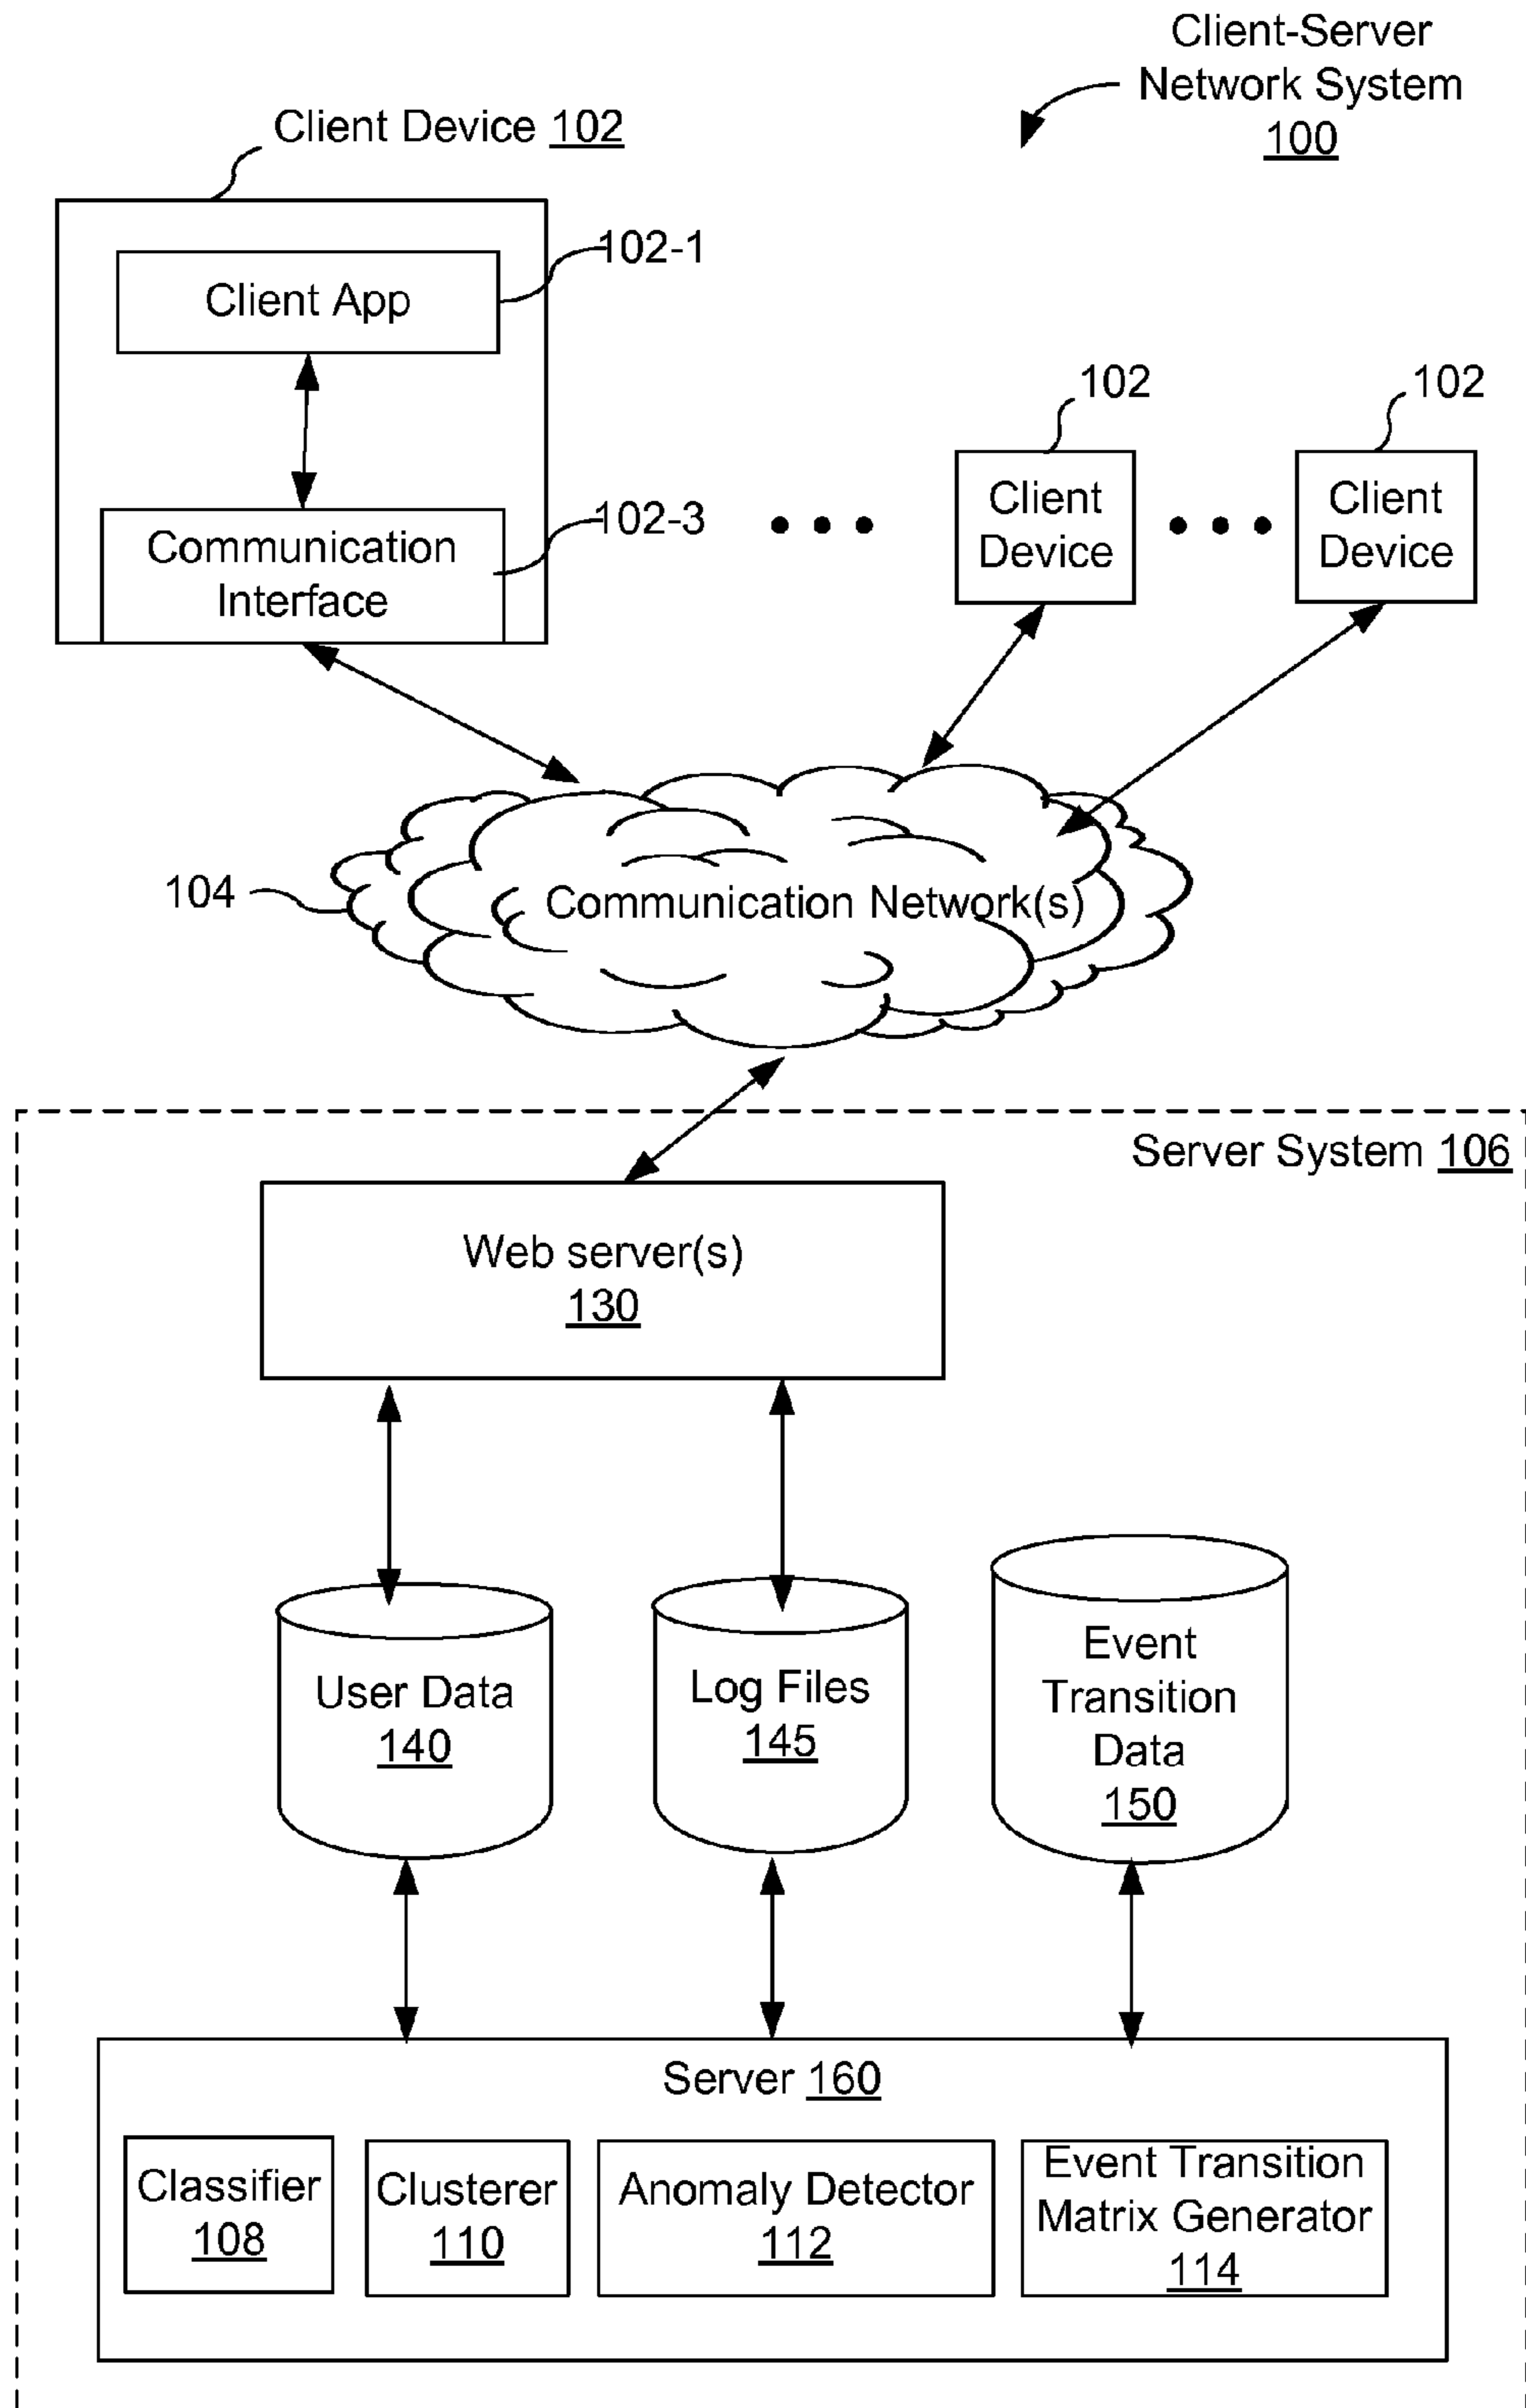 Client-Server
Network System
100
Client Device 102
102-1
Client App
102
102
102-3
Communication
Interface
Client
Device
Client
Device
104
Communication Network(s)
Server System 106
Web server(s)
130
User Data
140
Log Files
145
Event
Transition
Data
150
Server 160
Classifier
108
Clusterer
110
Anomaly Detector
112
Event Transition
Matrix Generator
114